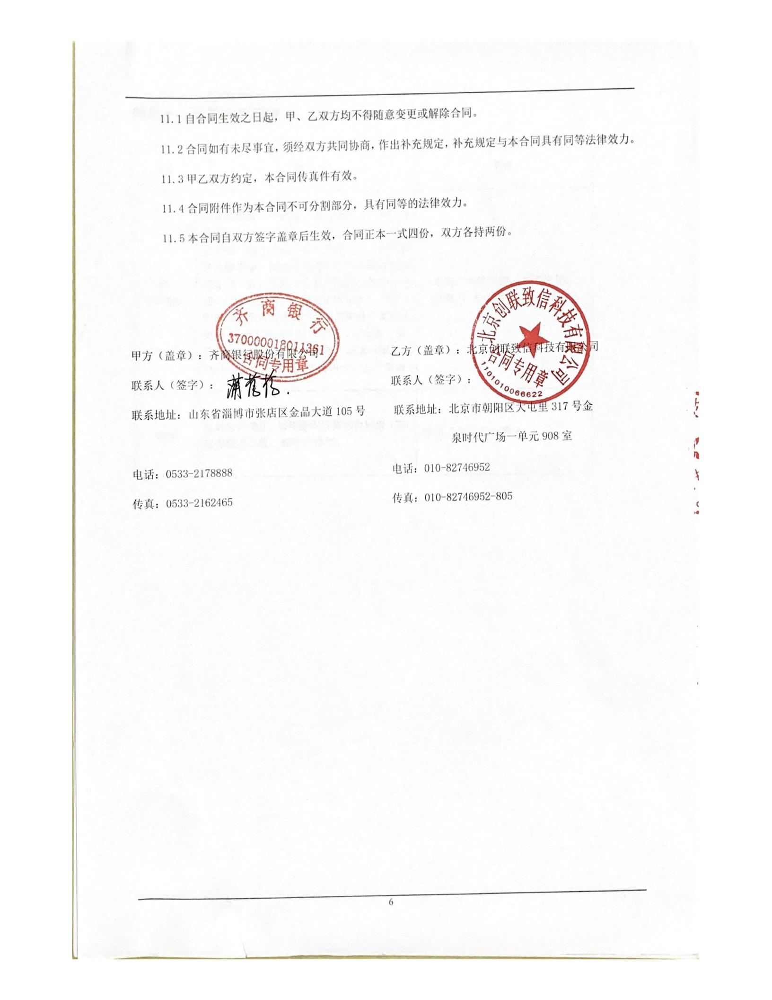 11.1自合同生效之日起，甲、乙双方均不得随意变更或解除合同。
11.2合同如有未尽事宜，须经双方共同协商，作出补充规定，补充规定与本合同具有同等法律效力。
11.3甲乙双方约定，本合同传真件有效。
11.4合同附件作为本合同不可分割部分，具有同等的法律效力。
11.5本合同自双方签字盖章后生效，合同正本一式四份，双方各持两份。
齐商银行
370000018011361
合同专用章
甲方（盖章）：齐商银行股份有限公司
联系人（签字）：
联系地址：山东省淄博市张店区金晶大道105号
电话：0533-2178888
传真：0533-2162465
北京创联致信科技有限公司
合同专用章
1101010066622
乙方（盖章）：北京创联致信科技有限公司
联系人（签字）：
联系地址：北京市朝阳区大屯里317号金
泉时代广场一单元908室
电话：010-82746952
传真：010-82746952-805
6